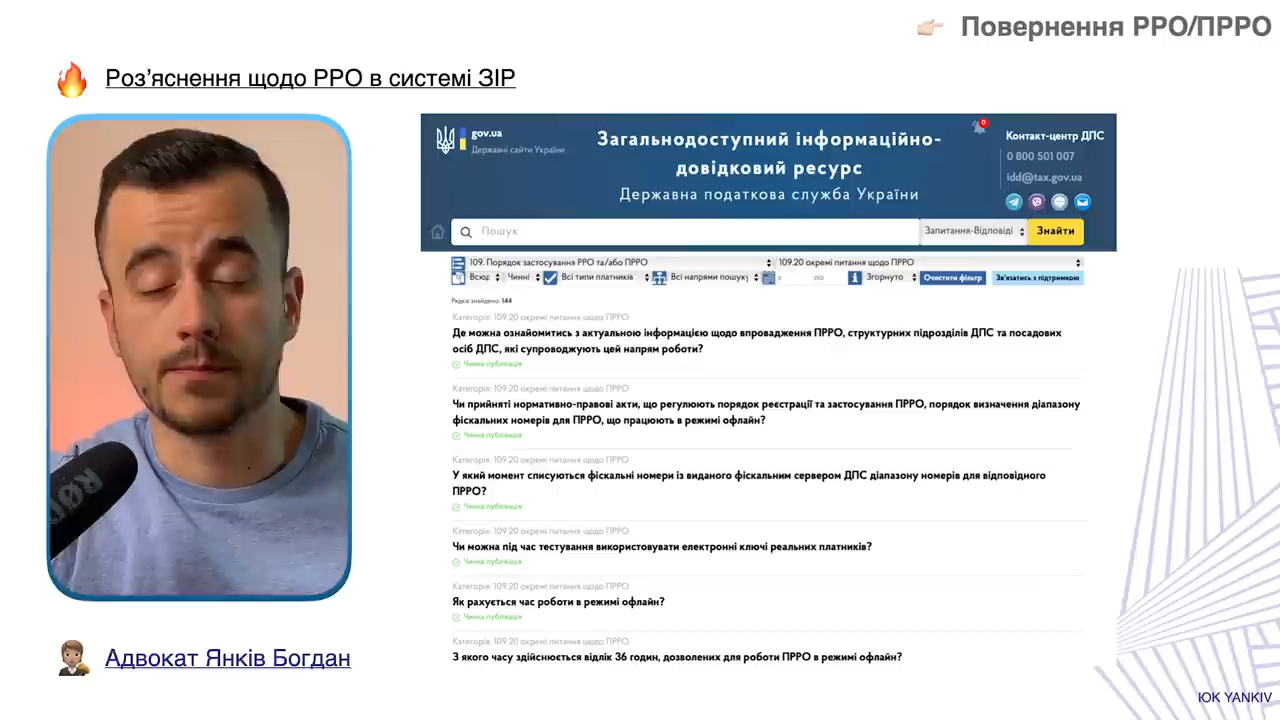 Повернення РРО/ПРРО
Роз’яснення щодо РРО в системі ЗІР
gov.ua
Державні сайти України
Загальнодоступний інформаційно-
довідковий ресурс
Державна податкова служба України
0
Контакт-центр ДПС
0 800 501 007
idd@tax.gov.ua
Пошук
Запитання-Відповіді
Знайти
109. Порядок застосування РРО та/або ПРРО
109.20 окремі питання щодо ПРРО
Всюд
Чинні
Всі типи платників
Всі напрями пошуку
по
Згорнуто
Очистити фільтр
Зв'язатись з підтримкою
Рядків знайдено: 144
Категорія: 109.20 окремі питання щодо ПРРО
Де можна ознайомитись з актуальною інформацією щодо впровадження ПРРО, структурних підрозділів ДПС та посадових
осіб ДПС, які супроводжують цей напрям роботи?
Чинна публікація
Категорія: 109.20 окремі питання щодо ПРРО
Чи прийняті нормативно-правові акти, що регулюють порядок реєстрації та застосування ПРРО, порядок визначення діапазону
фіскальних номерів для ПРРО, що працюють в режимі офлайн?
Чинна публікація
Категорія: 109.20 окремі питання щодо ПРРО
У який момент списуються фіскальні номери із виданого фіскальним сервером ДПС діапазону номерів для відповідного
ПРРО?
Чинна публікація
Категорія: 109.20 окремі питання щодо ПРРО
Чи можна під час тестування використовувати електронні ключі реальних платників?
Чинна публікація
Категорія: 109.20 окремі питання щодо ПРРО
Як рахується час роботи в режимі офлайн?
Чинна публікація
Категорія: 109.20 окремі питання щодо ПРРО
З якого часу здійснюється відлік 36 годин, дозволених для роботи ПРРО в режимі офлайн?
Адвокат Янків Богдан
ЮК YANKIV